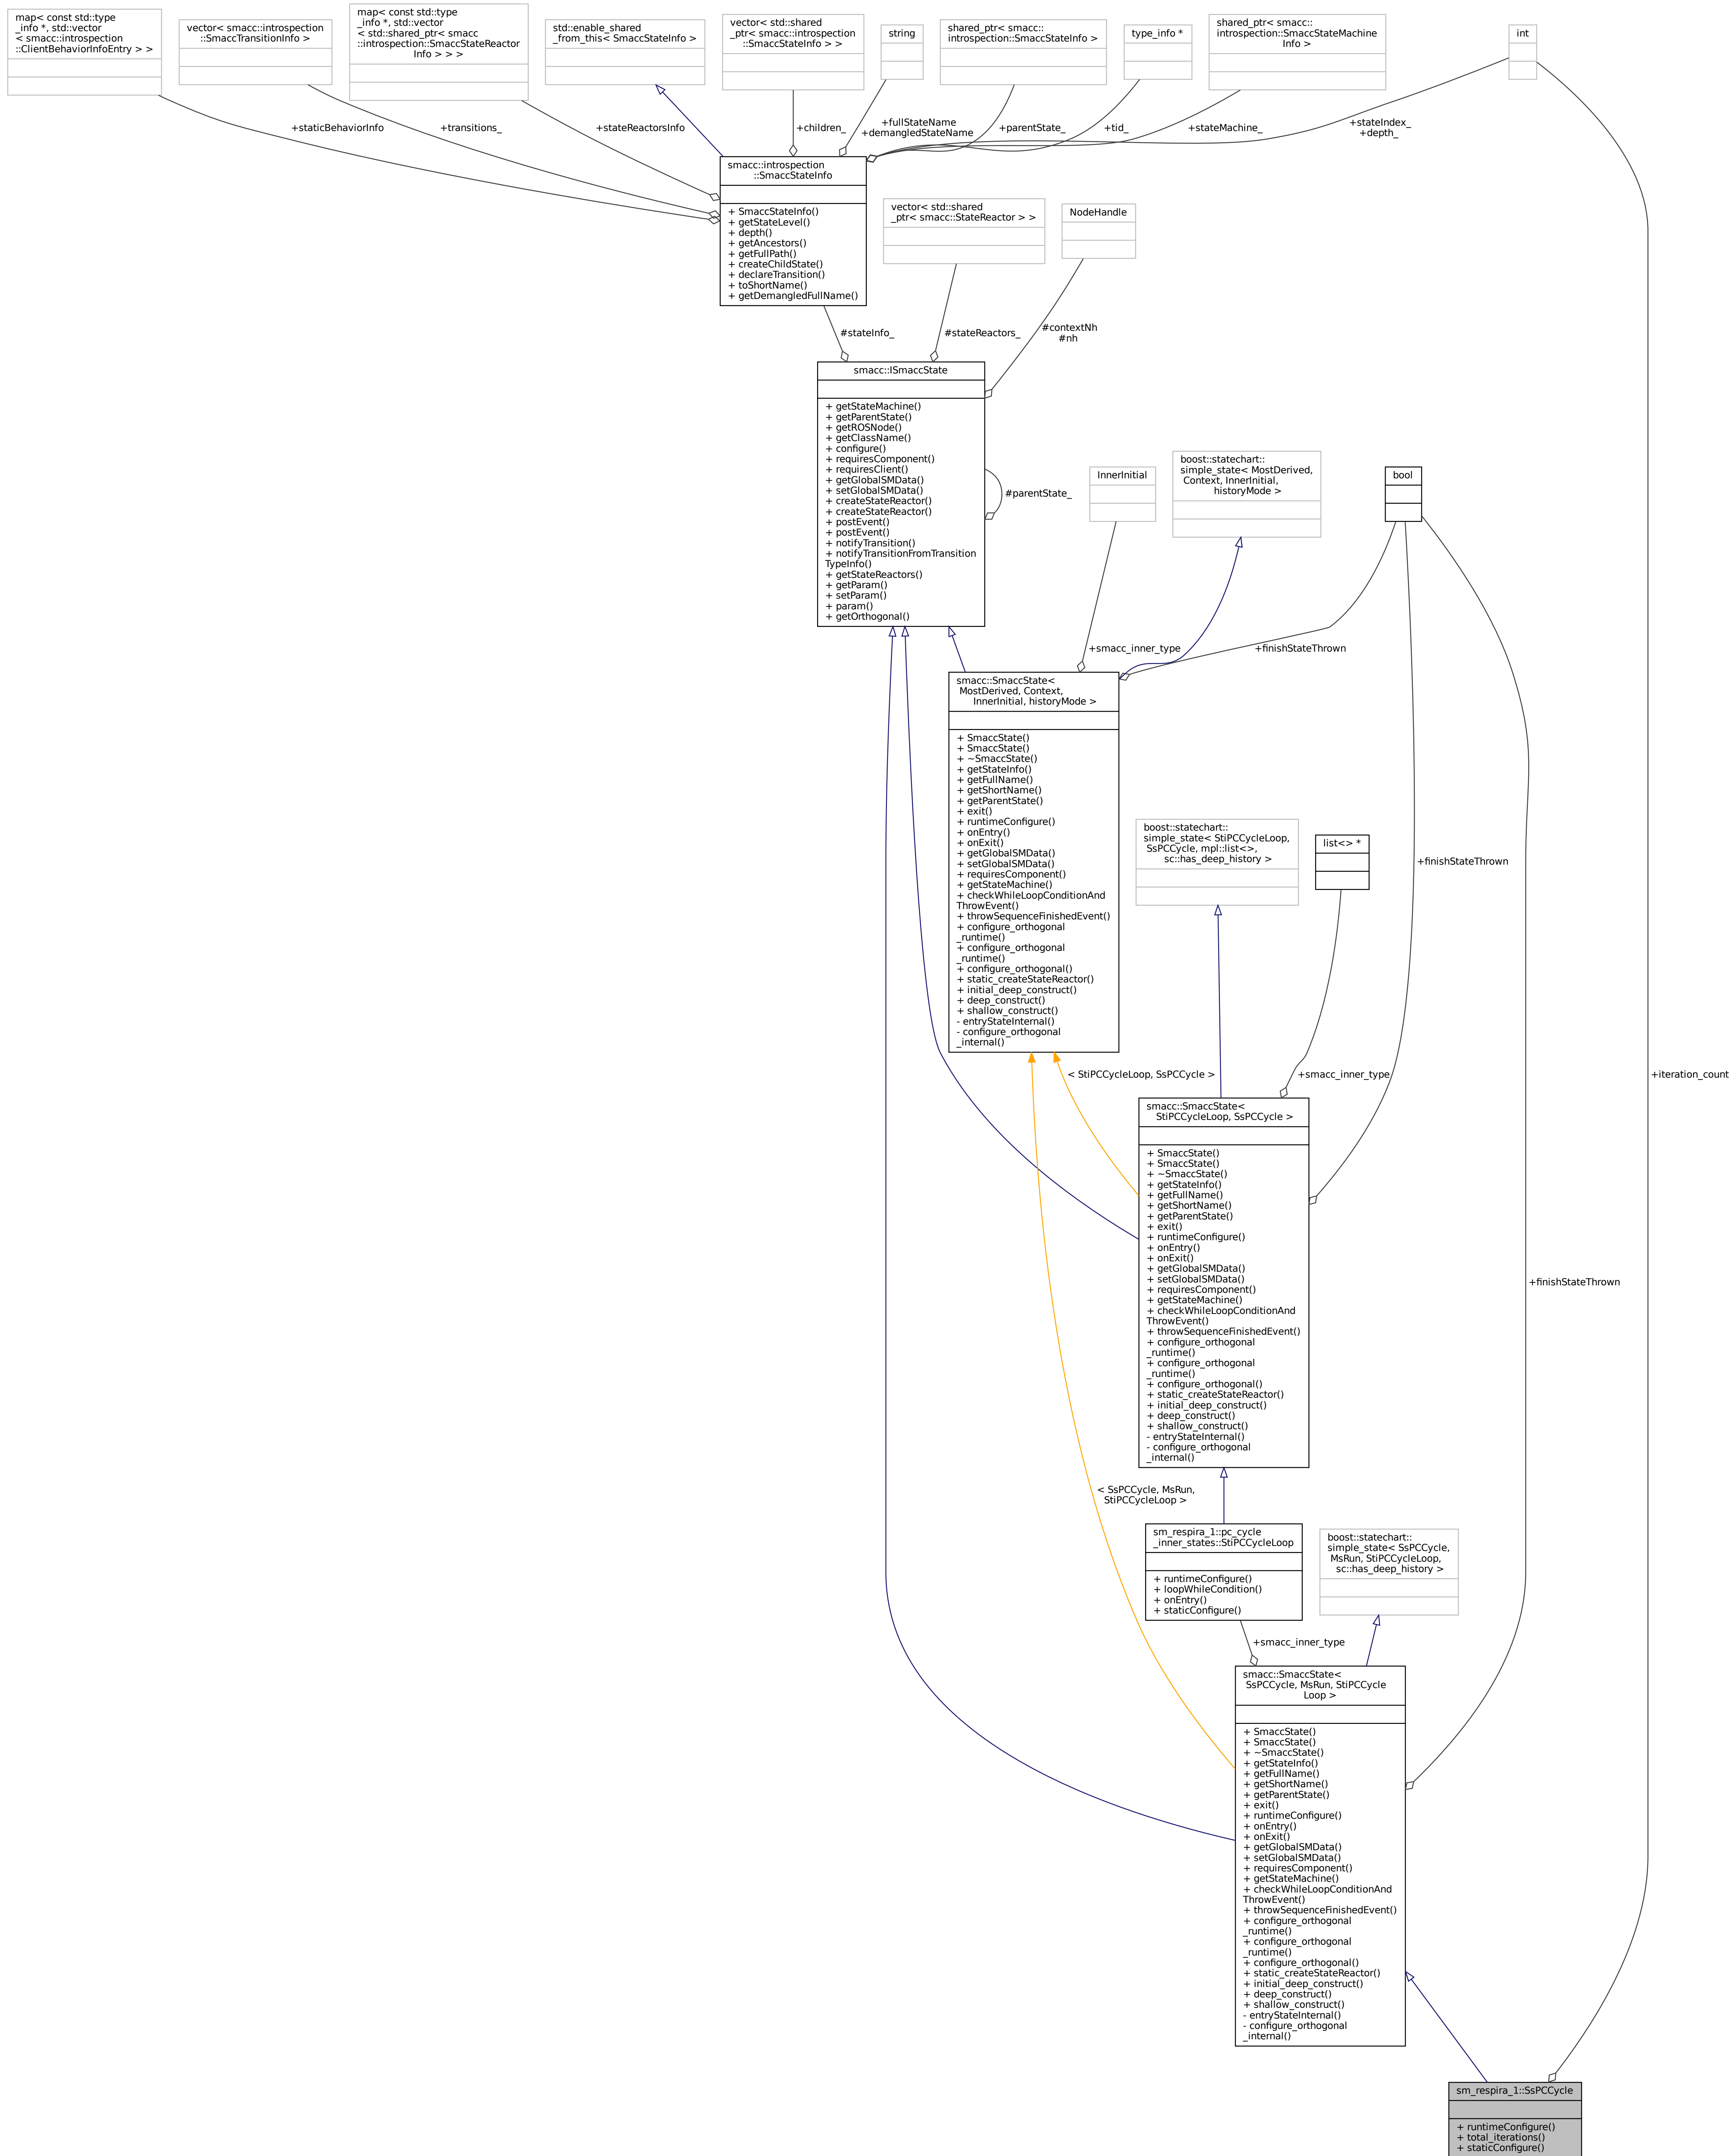 map< const std::type
_info *, std::vector
< smacc::introspection
::ClientBehaviorInfoEntry > >
vector< smacc::introspection
::SmaccTransitionInfo >
map< const std::type
_info *, std::vector
< std::shared_ptr< smacc
::introspection::SmaccStateReactor
Info > > >
std::enable_shared
_from_this< SmaccStateInfo >
vector< std::shared
_ptr< smacc::introspection
::SmaccStateInfo > >
string
shared_ptr< smacc::
introspection::SmaccStateInfo >
type_info *
shared_ptr< smacc::
introspection::SmaccStateMachine
Info >
int
+staticBehaviorInfo
+transitions_
+stateReactorsInfo
+children_
+fullStateName
+demangledStateName
+parentState_
+tid_
+stateMachine_
+stateIndex_
+depth_
smacc::introspection
::SmaccStateInfo
+ SmaccStateInfo()
+ getStateLevel()
+ depth()
+ getAncestors()
+ getFullPath()
+ createChildState()
+ declareTransition()
+ toShortName()
+ getDemangledFullName()
vector< std::shared
_ptr< smacc::StateReactor > >
NodeHandle
#stateInfo_
#stateReactors_
#contextNh
#nh
smacc::ISmaccState
+ getStateMachine()
+ getParentState()
+ getROSNode()
+ getClassName()
+ configure()
+ requiresComponent()
+ requiresClient()
+ getGlobalSMData()
+ setGlobalSMData()
+ createStateReactor()
+ createStateReactor()
+ postEvent()
+ postEvent()
+ notifyTransition()
+ notifyTransitionFromTransition
TypeInfo()
+ getStateReactors()
+ getParam()
+ setParam()
+ param()
+ getOrthogonal()
#parentState_
InnerInitial
boost::statechart::
simple_state< MostDerived,
Context, InnerInitial,
historyMode >
bool
+smacc_inner_type
+finishStateThrown
smacc::SmaccState<
MostDerived, Context,
InnerInitial, historyMode >
+ SmaccState()
+ SmaccState()
+ ~SmaccState()
+ getStateInfo()
+ getFullName()
+ getShortName()
+ getParentState()
+ exit()
+ runtimeConfigure()
+ onEntry()
+ onExit()
+ getGlobalSMData()
+ setGlobalSMData()
+ requiresComponent()
+ getStateMachine()
+ checkWhileLoopConditionAnd
ThrowEvent()
+ throwSequenceFinishedEvent()
+ configure_orthogonal
_runtime()
+ configure_orthogonal
_runtime()
+ configure_orthogonal()
+ static_createStateReactor()
+ initial_deep_construct()
+ deep_construct()
+ shallow_construct()
- entryStateInternal()
- configure_orthogonal
_internal()
boost::statechart::
simple_state< StiPCCycleLoop,
SsPCCycle, mpl::list<>,
sc::has_deep_history >
list<> *
+finishStateThrown
< StiPCCycleLoop, SsPCCycle >
+smacc_inner_type
+iteration_count
smacc::SmaccState<
StiPCCycleLoop, SsPCCycle >
+ SmaccState()
+ SmaccState()
+ ~SmaccState()
+ getStateInfo()
+ getFullName()
+ getShortName()
+ getParentState()
+ exit()
+ runtimeConfigure()
+ onEntry()
+ onExit()
+ getGlobalSMData()
+ setGlobalSMData()
+ requiresComponent()
+ getStateMachine()
+ checkWhileLoopConditionAnd
ThrowEvent()
+ throwSequenceFinishedEvent()
+ configure_orthogonal
_runtime()
+ configure_orthogonal
_runtime()
+ configure_orthogonal()
+ static_createStateReactor()
+ initial_deep_construct()
+ deep_construct()
+ shallow_construct()
- entryStateInternal()
- configure_orthogonal
_internal()
+finishStateThrown
< SsPCCycle, MsRun,
StiPCCycleLoop >
sm_respira_1::pc_cycle
_inner_states::StiPCCycleLoop
+ runtimeConfigure()
+ loopWhileCondition()
+ onEntry()
+ staticConfigure()
boost::statechart::
simple_state< SsPCCycle,
MsRun, StiPCCycleLoop,
sc::has_deep_history >
+smacc_inner_type
smacc::SmaccState<
SsPCCycle, MsRun, StiPCCycle
Loop >
+ SmaccState()
+ SmaccState()
+ ~SmaccState()
+ getStateInfo()
+ getFullName()
+ getShortName()
+ getParentState()
+ exit()
+ runtimeConfigure()
+ onEntry()
+ onExit()
+ getGlobalSMData()
+ setGlobalSMData()
+ requiresComponent()
+ getStateMachine()
+ checkWhileLoopConditionAnd
ThrowEvent()
+ throwSequenceFinishedEvent()
+ configure_orthogonal
_runtime()
+ configure_orthogonal
_runtime()
+ configure_orthogonal()
+ static_createStateReactor()
+ initial_deep_construct()
+ deep_construct()
+ shallow_construct()
- entryStateInternal()
- configure_orthogonal
_internal()
sm_respira_1::SsPCCycle
+ runtimeConfigure()
+ total_iterations()
+ staticConfigure()